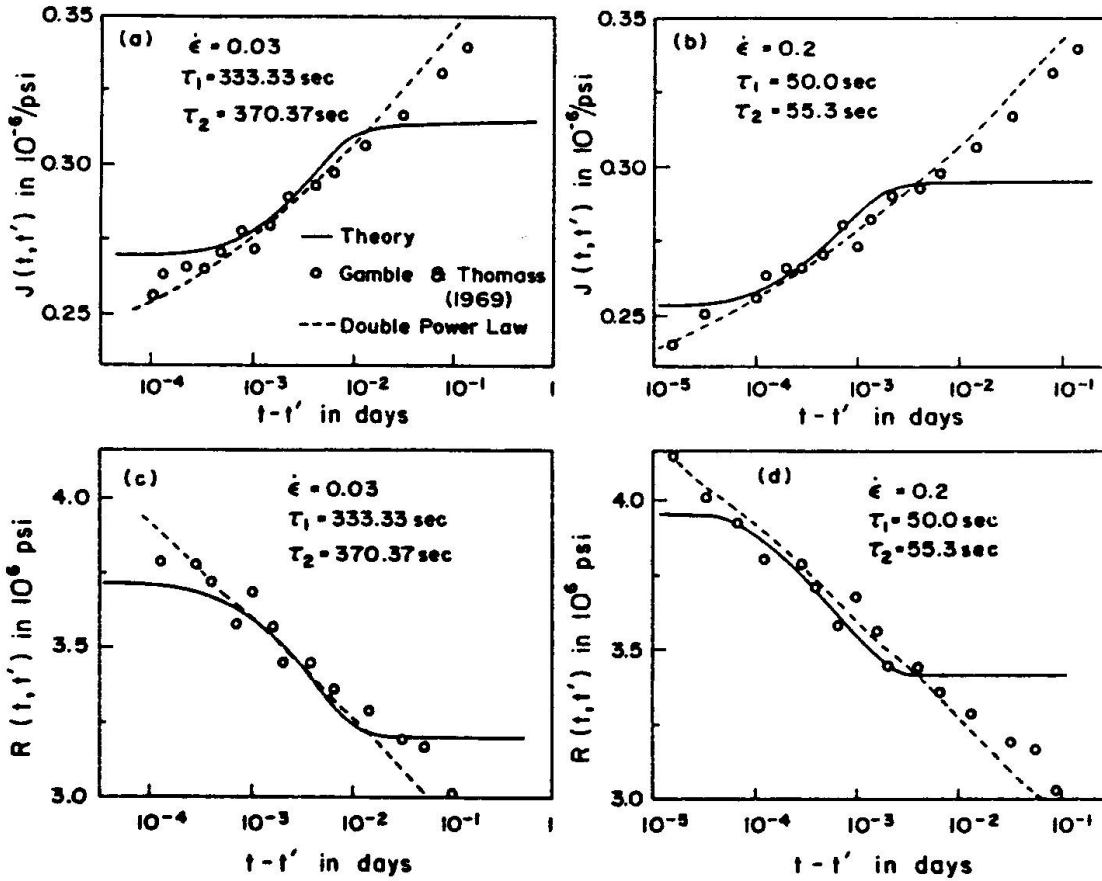 (a)
ε̇ = 0.03
τ₁ = 333.33 sec
τ₂ = 370.37 sec
0.35
0.30
0.25
J (t, t′) in 10⁻⁶/psi
Theory
Gamble & Thomass
(1969)
Double Power Law
10⁻⁴ 10⁻³ 10⁻² 10⁻¹ 1
t - t′ in days
(b)
ε̇ = 0.2
τ₁ = 50.0 sec
τ₂ = 55.3 sec
0.35
0.30
0.25
J (t, t′) in 10⁻⁶/psi
10⁻⁵ 10⁻⁴ 10⁻³ 10⁻² 10⁻¹
t - t′ in days
(c)
ε̇ = 0.03
τ₁ = 333.33 sec
τ₂ = 370.37 sec
4.0
3.5
3.0
R (t, t′) in 10⁶ psi
10⁻⁴ 10⁻³ 10⁻² 10⁻¹ 1
t - t′ in days
(d)
ε̇ = 0.2
τ₁ = 50.0 sec
τ₂ = 55.3 sec
4.0
3.5
3.0
R (t, t′) in 10⁶ psi
10⁻⁵ 10⁻⁴ 10⁻³ 10⁻² 10⁻¹
t - t′ in days